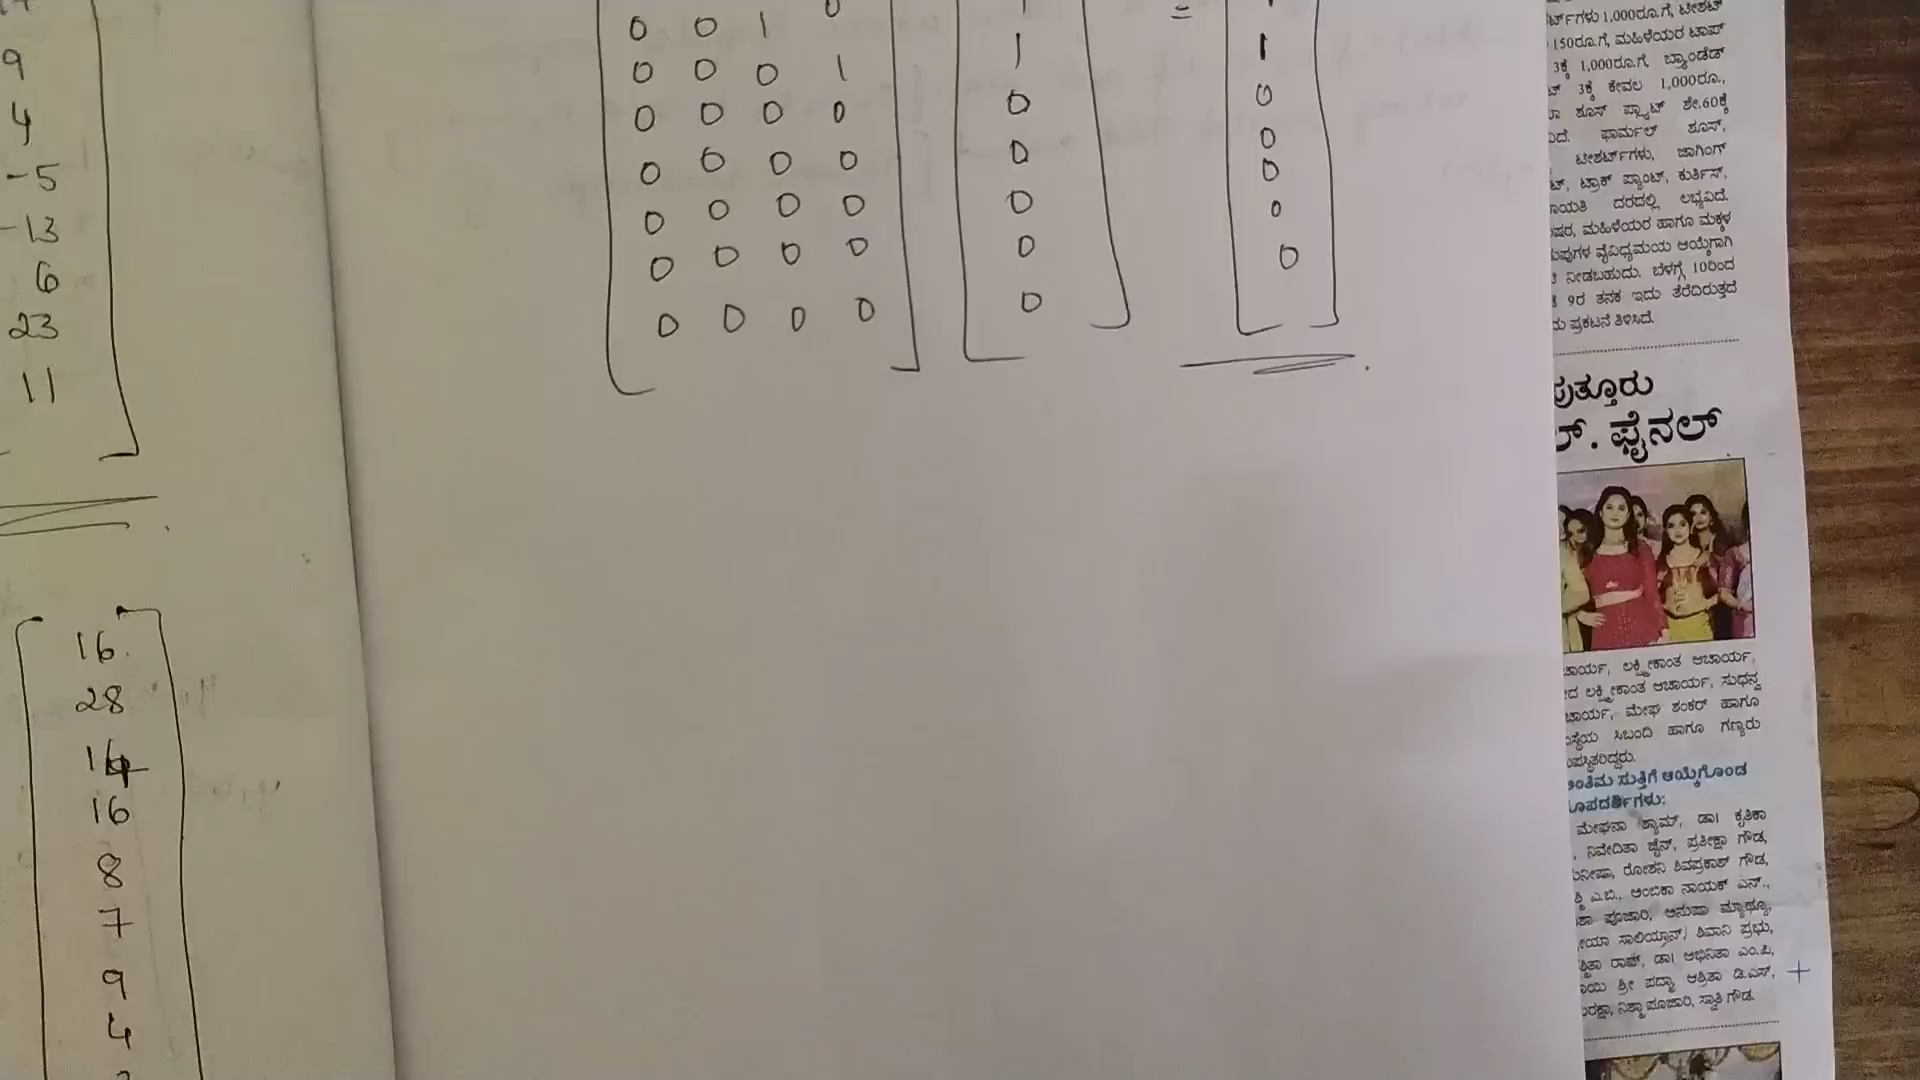 9
4
-5
-13
6
23
11
16
28
16
8
7
9
4
0 0 1 0
0 0 0 1
0 0 0 0
0 0 0 0
0 0 0 0
0 0 0 0
0 0 0 0
1
0
0
0
0
0
=
1
0
0
0
0
0
1,000ರೂ.ಗೆ, ಟೀಶರ್ಟ್
150ರೂ.ಗೆ, ಮಹಿಳೆಯರ ಟಾಪ್
3ಕ್ಕೆ 1,000ರೂ.ಗೆ, ಬ್ರ್ಯಾಂಡೆಡ್
3ಕ್ಕೆ ಕೇವಲ 1,000ರೂ.,
ಶೂಸ್ ಫ್ಲ್ಯಾಟ್ ಶೇ.60ಕ್ಕೆ
ಫಾರ್ಮಲ್ ಶೂಸ್,
ಟೀಶರ್ಟ್‌ಗಳು, ಜಾಗಿಂಗ್
ಟ್ರಾಕ್ ಪ್ಯಾಂಟ್, ಕುರ್ತಿಸ್,
ದರದಲ್ಲಿ ಲಭ್ಯವಿದೆ.
ಮಹಿಳೆಯರ ಹಾಗೂ ಮಕ್ಕಳ
ವೈವಿಧ್ಯಮಯ ಆಯ್ಕೆಗಾಗಿ
ನೀಡಬಹುದು. ಬೆಳಗ್ಗೆ 10ರಿಂದ
9ರ ತನಕ ಇದು ತೆರೆದಿರುತ್ತದೆ
ಪ್ರಕಟನೆ ತಿಳಿಸಿದೆ.
ಪುತ್ತೂರು
ಫೈನಲ್
ಲಕ್ಷ್ಮೀಕಾಂತ ಆಚಾರ್ಯ,
ಲಕ್ಷ್ಮೀಕಾಂತ ಆಚಾರ್ಯ, ಸುಧನ್ವ
ಮೇಘ ಶಂಕರ್ ಹಾಗೂ
ಸಿಬಂದಿ ಹಾಗೂ ಗಣ್ಯರು
ಅಂತಿಮ ಸುತ್ತಿಗೆ ಆಯ್ಕೆಗೊಂಡ
ರೂಪದರ್ಶಿಗಳು:
ಮೇಘನಾ ಶ್ಯಾಮ್, ಡಾ। ಕೃತಿಕಾ
ನಿವೇದಿತಾ ಜೈನ್, ಪ್ರತೀಕ್ಷಾ ಗೌಡ,
ರೋಶನಿ ಶಿವಪ್ರಕಾಶ್ ಗೌಡ,
ಎ.ಬಿ., ಅಂಬಿಕಾ ನಾಯಕ್ ಎನ್.,
ಪೂಜಾರಿ, ಅನುಷಾ ಮ್ಯಾಥ್ಯೂ,
ಸಾಲಿಯ್ಯಾನ್, ಶಿವಾನಿ ಪ್ರಭು,
ರಾವ್, ಡಾ। ಅಭಿನಿತಾ ಎಂ.ಪಿ,
ಶ್ರೀ ಪದ್ಮಾ ಆಶ್ರಿತಾ ಡಿ.ಎಸ್,
ಪೂಜಾರಿ, ಸ್ವಾತಿ ಗೌಡ.